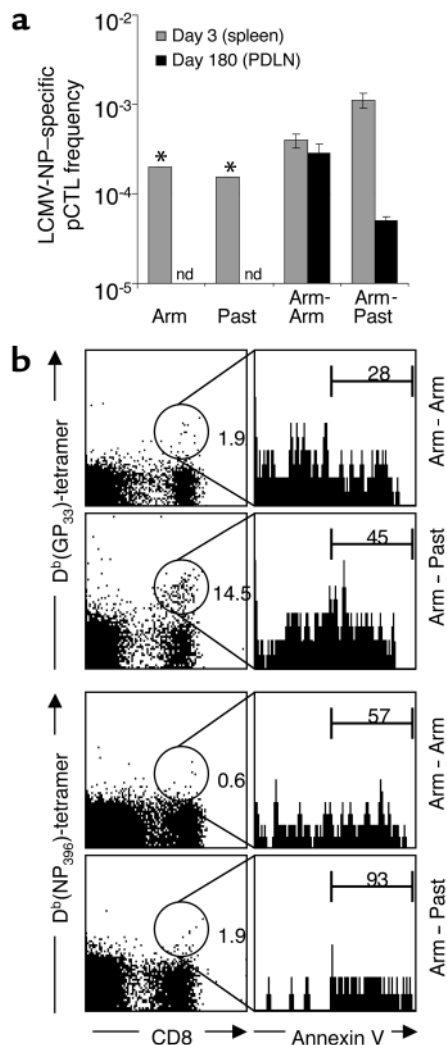 a
10-2
10-3
10-4
10-5
LCMV-NP–specific
pCTL frequency
Day 3 (spleen)
Day 180 (PDLN)
*
*
nd
nd
Arm
Past
Arm-
Arm
Arm-
Past
b
28
1.9
Arm - Arm
45
14.5
Arm - Past
Db(GP33)-tetramer
57
0.6
Arm - Arm
93
1.9
Arm - Past
Db(NP396)-tetramer
CD8
Annexin V